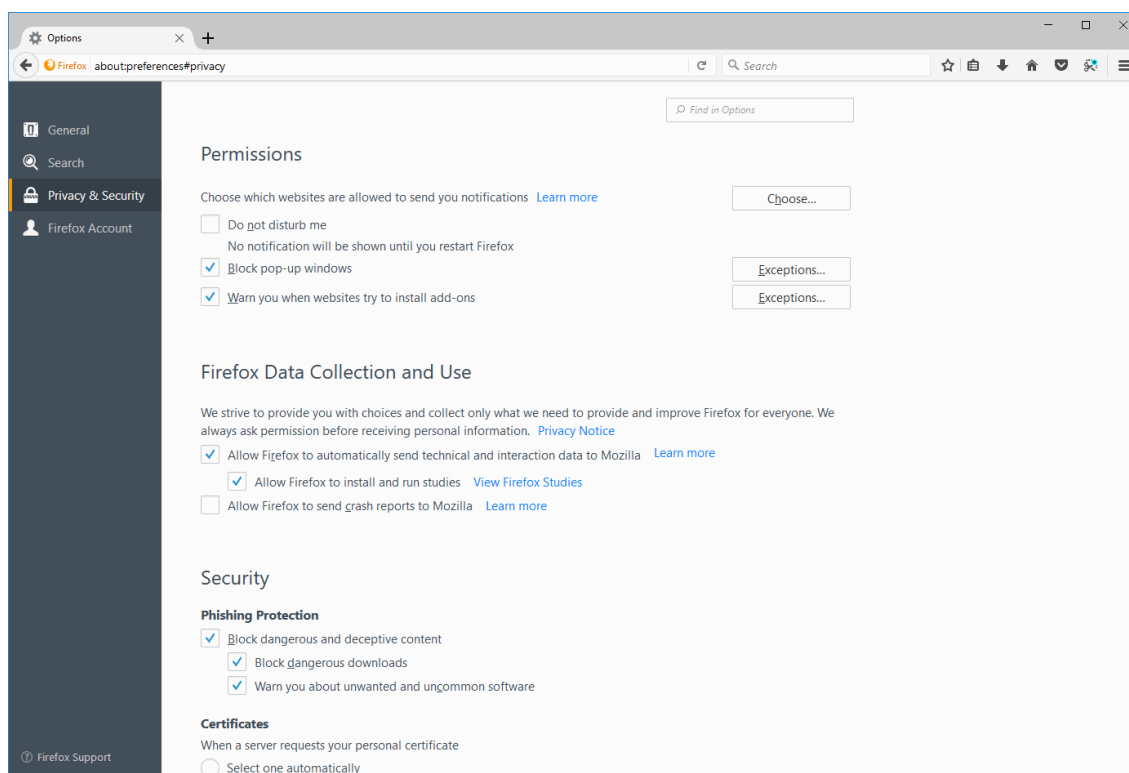 Options
Firefox about:preferences#privacy
Search
Find in Options
General
Search
Privacy & Security
Firefox Account
Permissions
Choose which websites are allowed to send you notifications Learn more
Choose...
Do not disturb me
No notification will be shown until you restart Firefox
Block pop-up windows
Exceptions...
Warn you when websites try to install add-ons
Exceptions...
Firefox Data Collection and Use
We strive to provide you with choices and collect only what we need to provide and improve Firefox for everyone. We
always ask permission before receiving personal information. Privacy Notice
Allow Firefox to automatically send technical and interaction data to Mozilla Learn more
Allow Firefox to install and run studies View Firefox Studies
Allow Firefox to send crash reports to Mozilla Learn more
Security
Phishing Protection
Block dangerous and deceptive content
Block dangerous downloads
Warn you about unwanted and uncommon software
Certificates
When a server requests your personal certificate
Select one automatically
Firefox Support